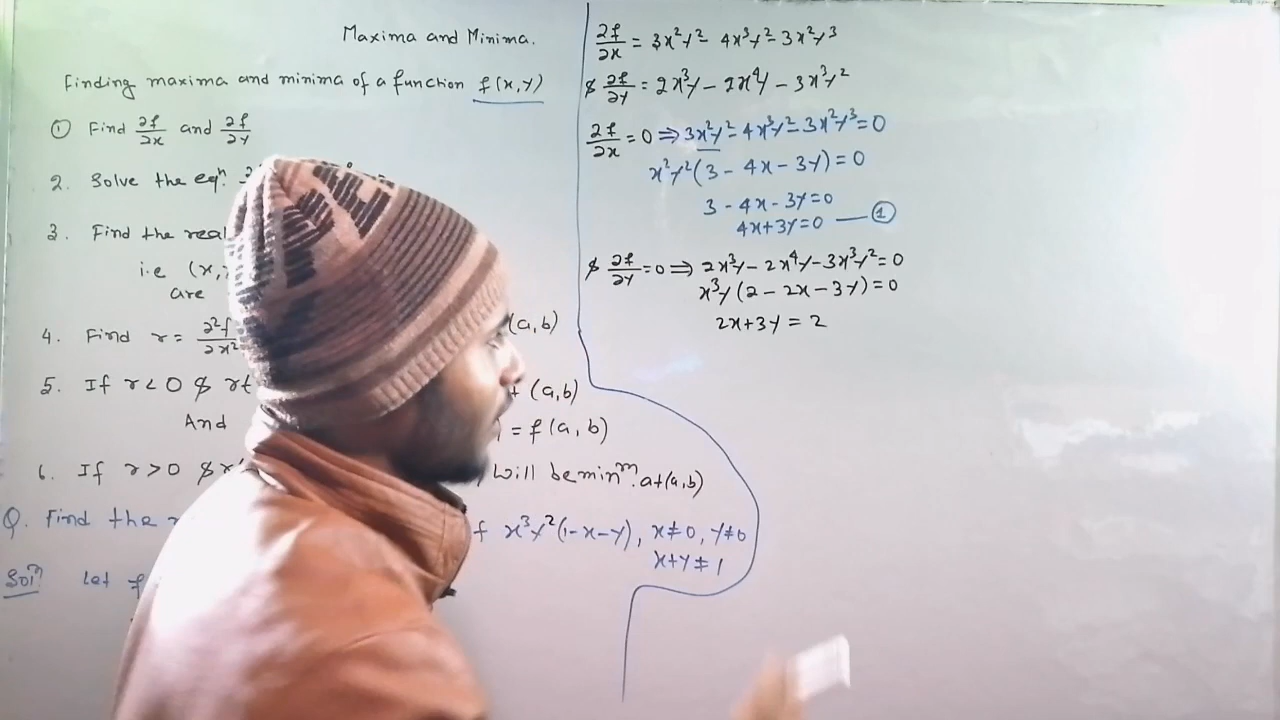 Maxima and Minima.
Finding maxima and minima of a function f(x,y)
① Find ∂f/∂x and ∂f/∂y
2. Solve the eqⁿ
3. Find the real
i.e (x,
are
4. Find r = ∂²f/∂x² (a,b)
5. If r < 0 & rt (a,b)
And = f(a,b)
6. If r > 0 & will be minᵐ. at (a,b)
Q. Find the x³y²(1-x-y), x≠0, y≠0
x+y≠1
Solⁿ. Let f
∂f/∂x = 3x²y² - 4x³y² - 3x²y³
& ∂f/∂y = 2x³y - 2x⁴y - 3x³y²
∂f/∂x = 0 ⇒ 3x²y² - 4x³y² - 3x²y³ = 0
x²y²(3 - 4x - 3y) = 0
3 - 4x - 3y = 0
4x + 3y = 0 — ①
& ∂f/∂y = 0 ⇒ 2x³y - 2x⁴y - 3x³y² = 0
x³y(2 - 2x - 3y) = 0
2x + 3y = 2